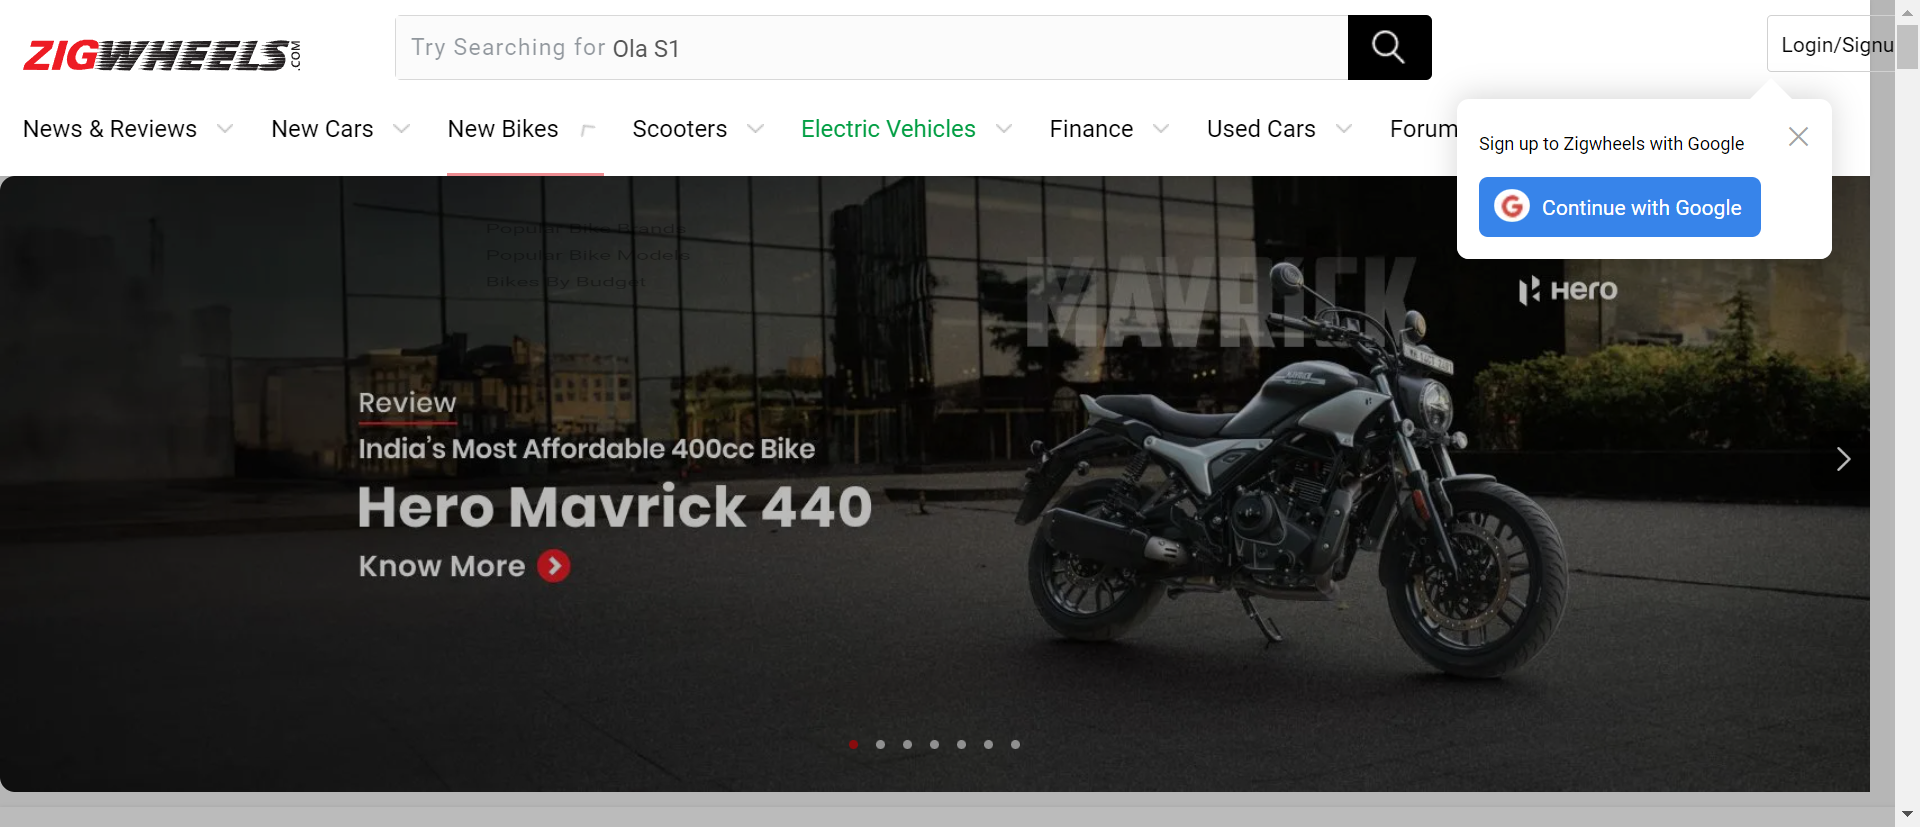 ZIGWHEELS.COM
Try Searching for Ola S1
Login/Signu
News & Reviews
New Cars
New Bikes
Scooters
Electric Vehicles
Finance
Used Cars
Forum
Sign up to Zigwheels with Google
G Continue with Google
Popular Bike Brands
Popular Bike Models
Bikes By Budget
MAVRICK
Hero
Review
India's Most Affordable 400cc Bike
Hero Mavrick 440
Know More